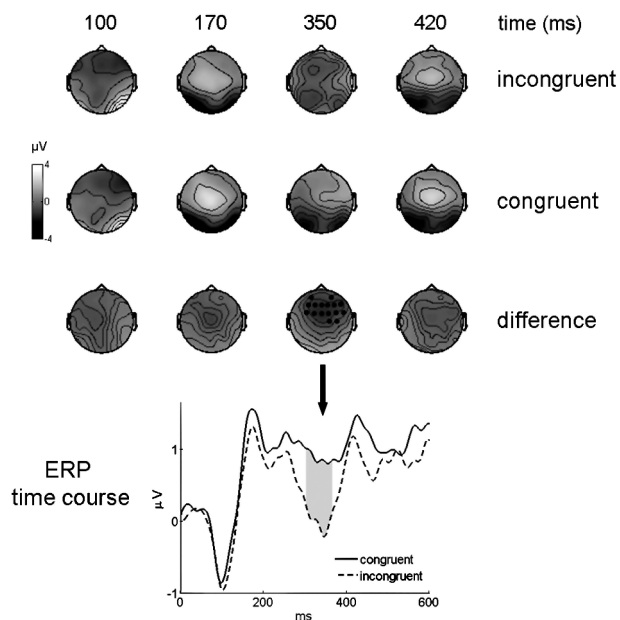 100 170 350 420 time (ms)
incongruent
μV
4
0
-4
congruent
difference
ERP
time course
μV
1
0
-1
congruent
incongruent
0 200 400 600
ms